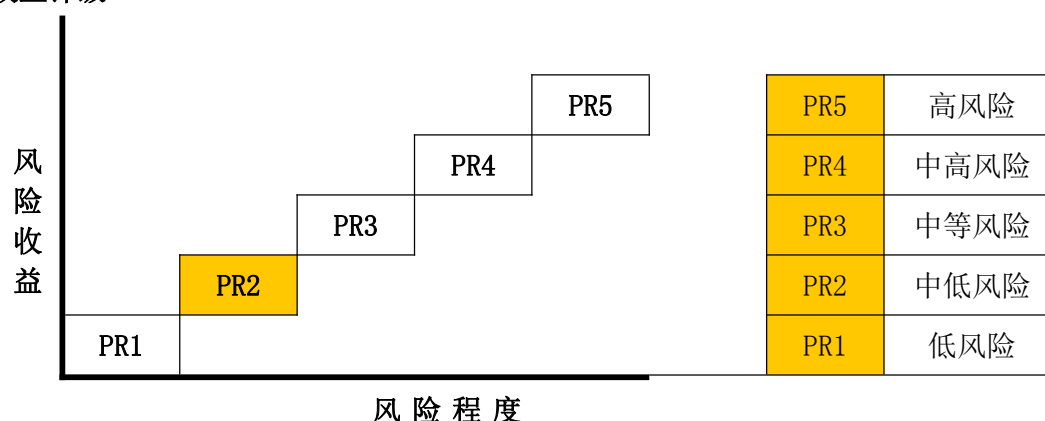 PR5
PR4
PR3
PR2
PR1
风险收益
风险程度
PR5 高风险
PR4 中高风险
PR3 中等风险
PR2 中低风险
PR1 低风险